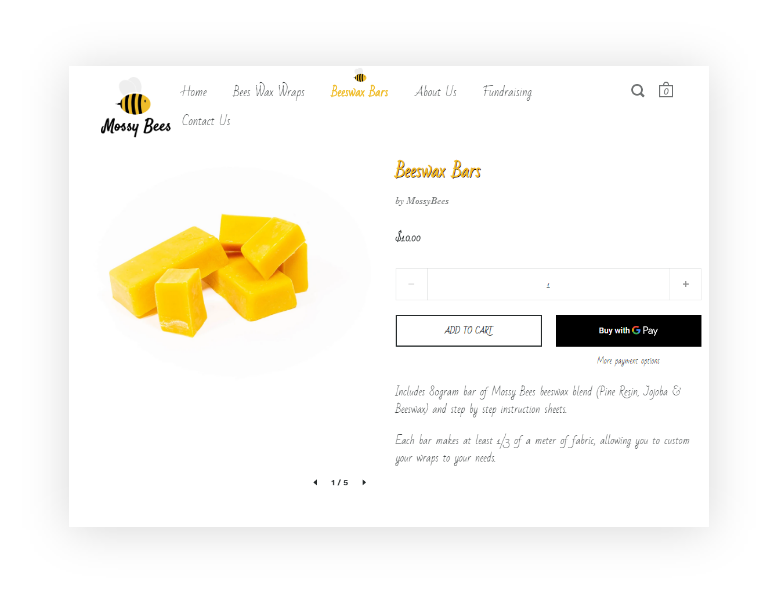 Home Bees Wax Wraps Beeswax Bars About Us Fundraising
0
Mossy Bees
Contact Us
Beeswax Bars
by MossyBees
$10.00
− 1 +
ADD TO CART
Buy with G Pay
More payment options
Includes 80gram bar of Mossy Bees beeswax blend (Pine Resin, Jojoba &
Beeswax) and step by step instruction sheets.
Each bar makes at least 1/3 of a meter of fabric, allowing you to custom
your wraps to your needs.
1 / 5